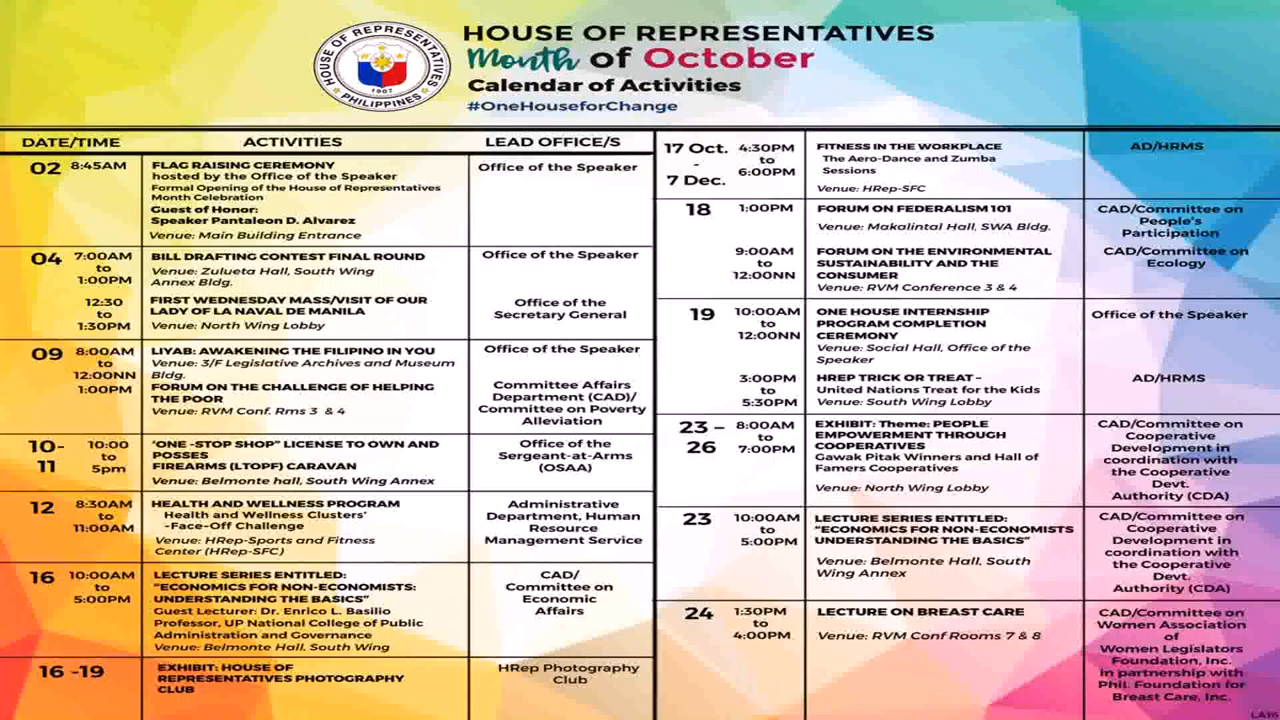 HOUSE OF REPRESENTATIVES
PHILIPPINES
1907
HOUSE OF REPRESENTATIVES
Month of October
Calendar of Activities
#OneHouseforChange
DATE/TIME ACTIVITIES LEAD OFFICE/S
02 8:45AM FLAG RAISING CEREMONY Office of the Speaker
hosted by the Office of the Speaker
Formal Opening of the House of Representatives
Month Celebration
Guest of Honor:
Speaker Pantaleon D. Alvarez
Venue: Main Building Entrance
04 7:00AM BILL DRAFTING CONTEST FINAL ROUND Office of the Speaker
to Venue: Zulueta Hall, South Wing
1:00PM Annex Bldg.
12:30 FIRST WEDNESDAY MASS/VISIT OF OUR Office of the
to LADY OF LA NAVAL DE MANILA Secretary General
1:30PM Venue: North Wing Lobby
09 8:00AM LIYAB: AWAKENING THE FILIPINO IN YOU Office of the Speaker
to Venue: 3/F Legislative Archives and Museum
12:00NN Bldg.
1:00PM FORUM ON THE CHALLENGE OF HELPING Committee Affairs
THE POOR Department (CAD)/
Venue: RVM Conf. Rms 3 & 4 Committee on Poverty
Alleviation
10- 10:00 "ONE -STOP SHOP" LICENSE TO OWN AND Office of the
to POSSES Sergeant-at-Arms
11 5pm FIREARMS (LTOPF) CARAVAN (OSAA)
Venue: Belmonte hall, South Wing Annex
12 8:30AM HEALTH AND WELLNESS PROGRAM Administrative
to Health and Wellness Clusters' Department, Human
11:00AM -Face-Off Challenge Resource
Venue: HRep-Sports and Fitness Management Service
Center (HRep-SFC)
16 10:00AM LECTURE SERIES ENTITLED: CAD/
to "ECONOMICS FOR NON-ECONOMISTS: Committee on
5:00PM UNDERSTANDING THE BASICS" Economic
Guest Lecturer: Dr. Enrico L. Basilio Affairs
Professor, UP National College of Public
Administration and Governance
Venue: Belmonte Hall, South Wing
16 -19 EXHIBIT: HOUSE OF HRep Photography
REPRESENTATIVES PHOTOGRAPHY Club
CLUB
17 Oct. 4:30PM FITNESS IN THE WORKPLACE AD/HRMS
- to The Aero-Dance and Zumba
7 Dec. 6:00PM Sessions
Venue: HRep-SFC
18 1:00PM FORUM ON FEDERALISM 101 CAD/Committee on
Venue: Makalintal Hall, SWA Bldg. People's
Participation
9:00AM FORUM ON THE ENVIRONMENTAL CAD/Committee on
to SUSTAINABILITY AND THE Ecology
12:00NN CONSUMER
Venue: RVM Conference 3 & 4
19 10:00AM ONE HOUSE INTERNSHIP Office of the Speaker
to PROGRAM COMPLETION
12:00NN CEREMONY
Venue: Social Hall, Office of the
Speaker
3:00PM HREP TRICK OR TREAT – AD/HRMS
to United Nations Treat for the Kids
5:30PM Venue: South Wing Lobby
23 – 8:00AM EXHIBIT: Theme: PEOPLE CAD/Committee on
to EMPOWERMENT THROUGH Cooperative
26 7:00PM COOPERATIVES Development in
Gawak Pitak Winners and Hall of coordination with
Famers Cooperatives the Cooperative
Devt.
Venue: North Wing Lobby Authority (CDA)
23 10:00AM LECTURE SERIES ENTITLED: CAD/Committee on
to "ECONOMICS FOR NON-ECONOMISTS Cooperative
5:00PM UNDERSTANDING THE BASICS" Development in
coordination with
Venue: Belmonte Hall, South the Cooperative
Wing Annex Devt.
Authority (CDA)
24 1:30PM LECTURE ON BREAST CARE CAD/Committee on
to Women Association
4:00PM Venue: RVM Conf Rooms 7 & 8 of
Women Legislators
Foundation, Inc.
in partnership with
Phil. Foundation for
Breast Care, Inc.